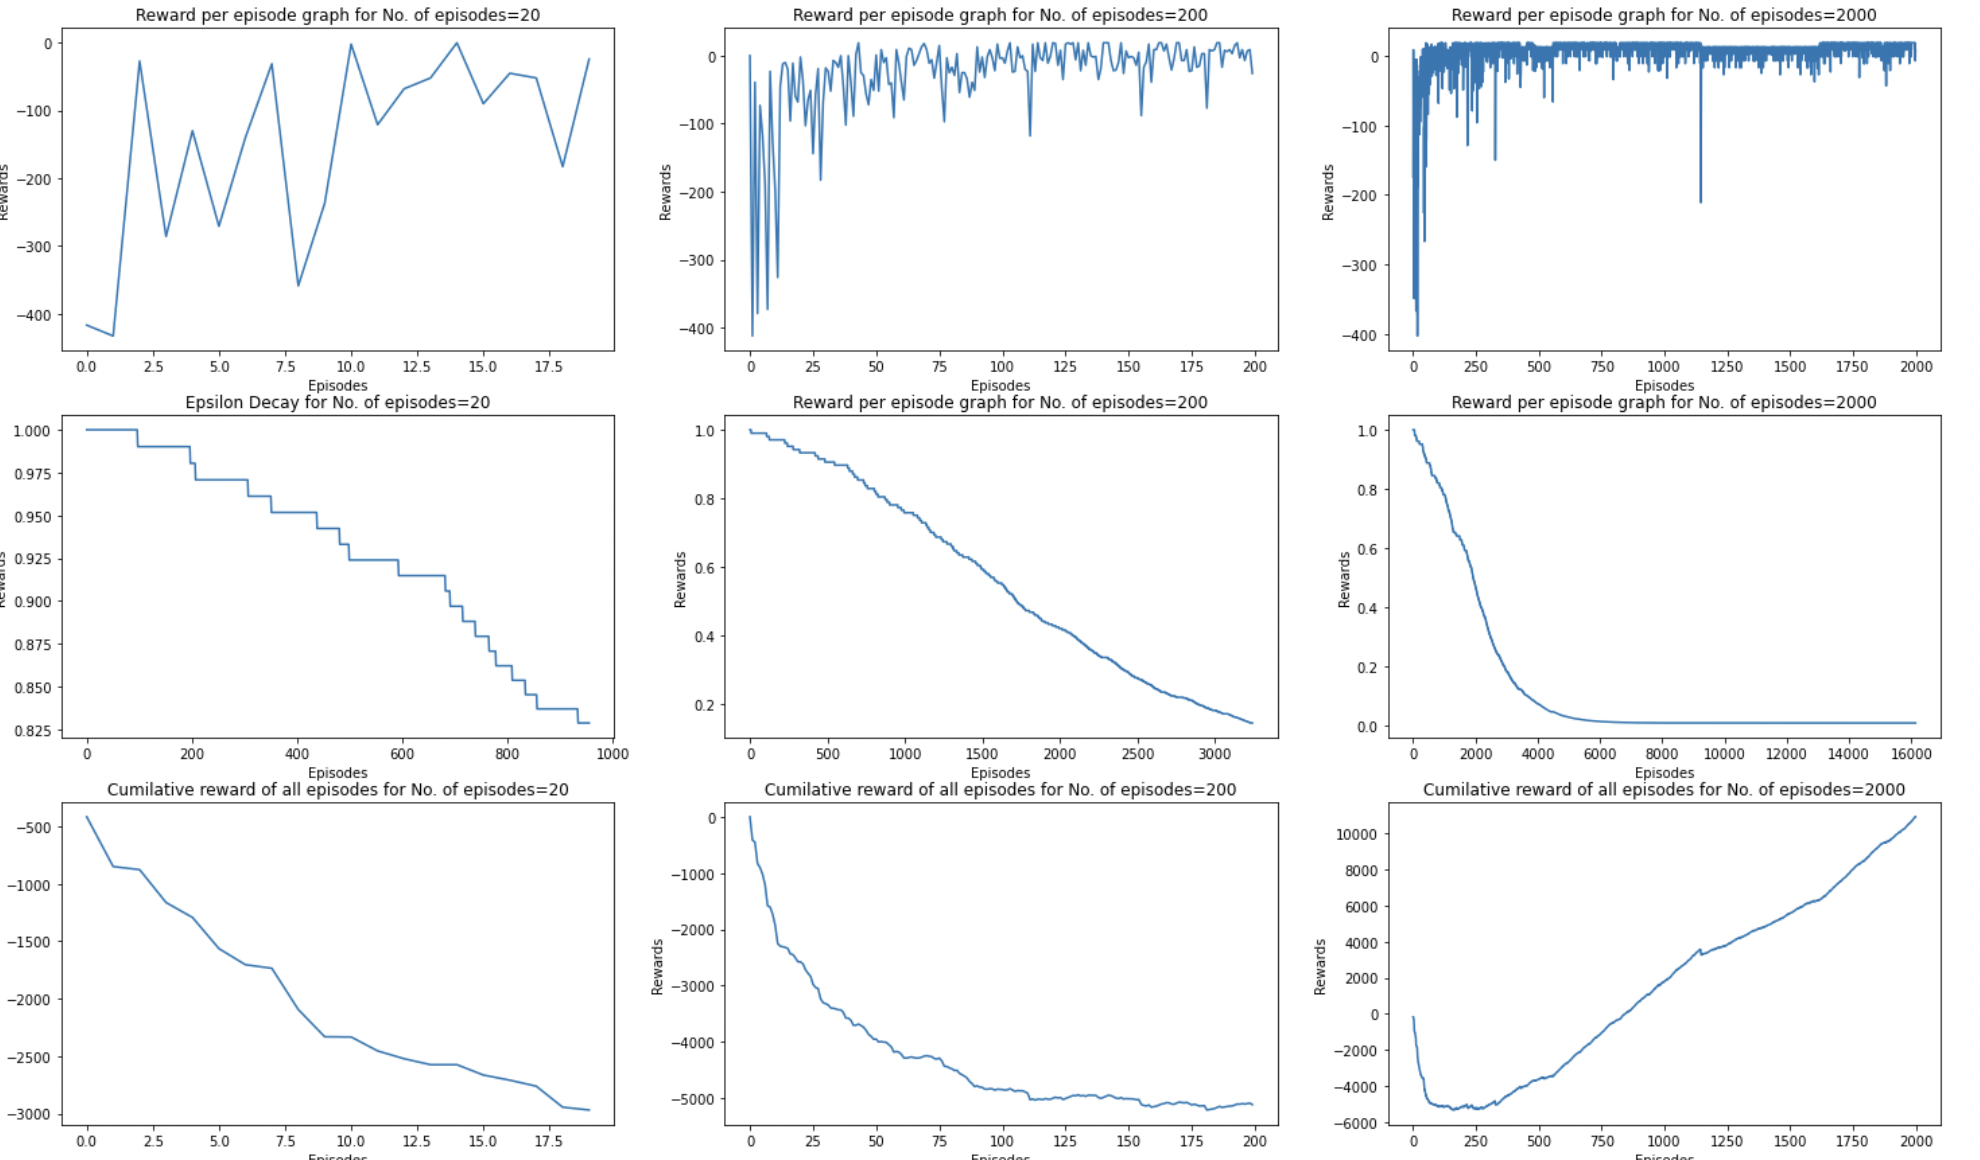 Reward per episode graph for No. of episodes=20
0
−100
−200
−300
−400
Rewards
0.0 2.5 5.0 7.5 10.0 12.5 15.0 17.5
Episodes
Reward per episode graph for No. of episodes=200
0
−100
−200
−300
−400
Rewards
0 25 50 75 100 125 150 175 200
Episodes
Reward per episode graph for No. of episodes=2000
0
−100
−200
−300
−400
Rewards
0 250 500 750 1000 1250 1500 1750 2000
Episodes
Epsilon Decay for No. of episodes=20
1.000
0.975
0.950
0.925
0.900
0.875
0.850
0.825
Rewards
0 200 400 600 800 1000
Episodes
Reward per episode graph for No. of episodes=200
1.0
0.8
0.6
0.4
0.2
Rewards
0 500 1000 1500 2000 2500 3000
Episodes
Reward per episode graph for No. of episodes=2000
1.0
0.8
0.6
0.4
0.2
0.0
Rewards
0 2000 4000 6000 8000 10000 12000 14000 16000
Episodes
Cumilative reward of all episodes for No. of episodes=20
−500
−1000
−1500
−2000
−2500
−3000
0.0 2.5 5.0 7.5 10.0 12.5 15.0 17.5
Episodes
Cumilative reward of all episodes for No. of episodes=200
0
−1000
−2000
−3000
−4000
−5000
Rewards
0 25 50 75 100 125 150 175 200
Episodes
Cumilative reward of all episodes for No. of episodes=2000
10000
8000
6000
4000
2000
0
−2000
−4000
−6000
Rewards
0 250 500 750 1000 1250 1500 1750 2000
Episodes